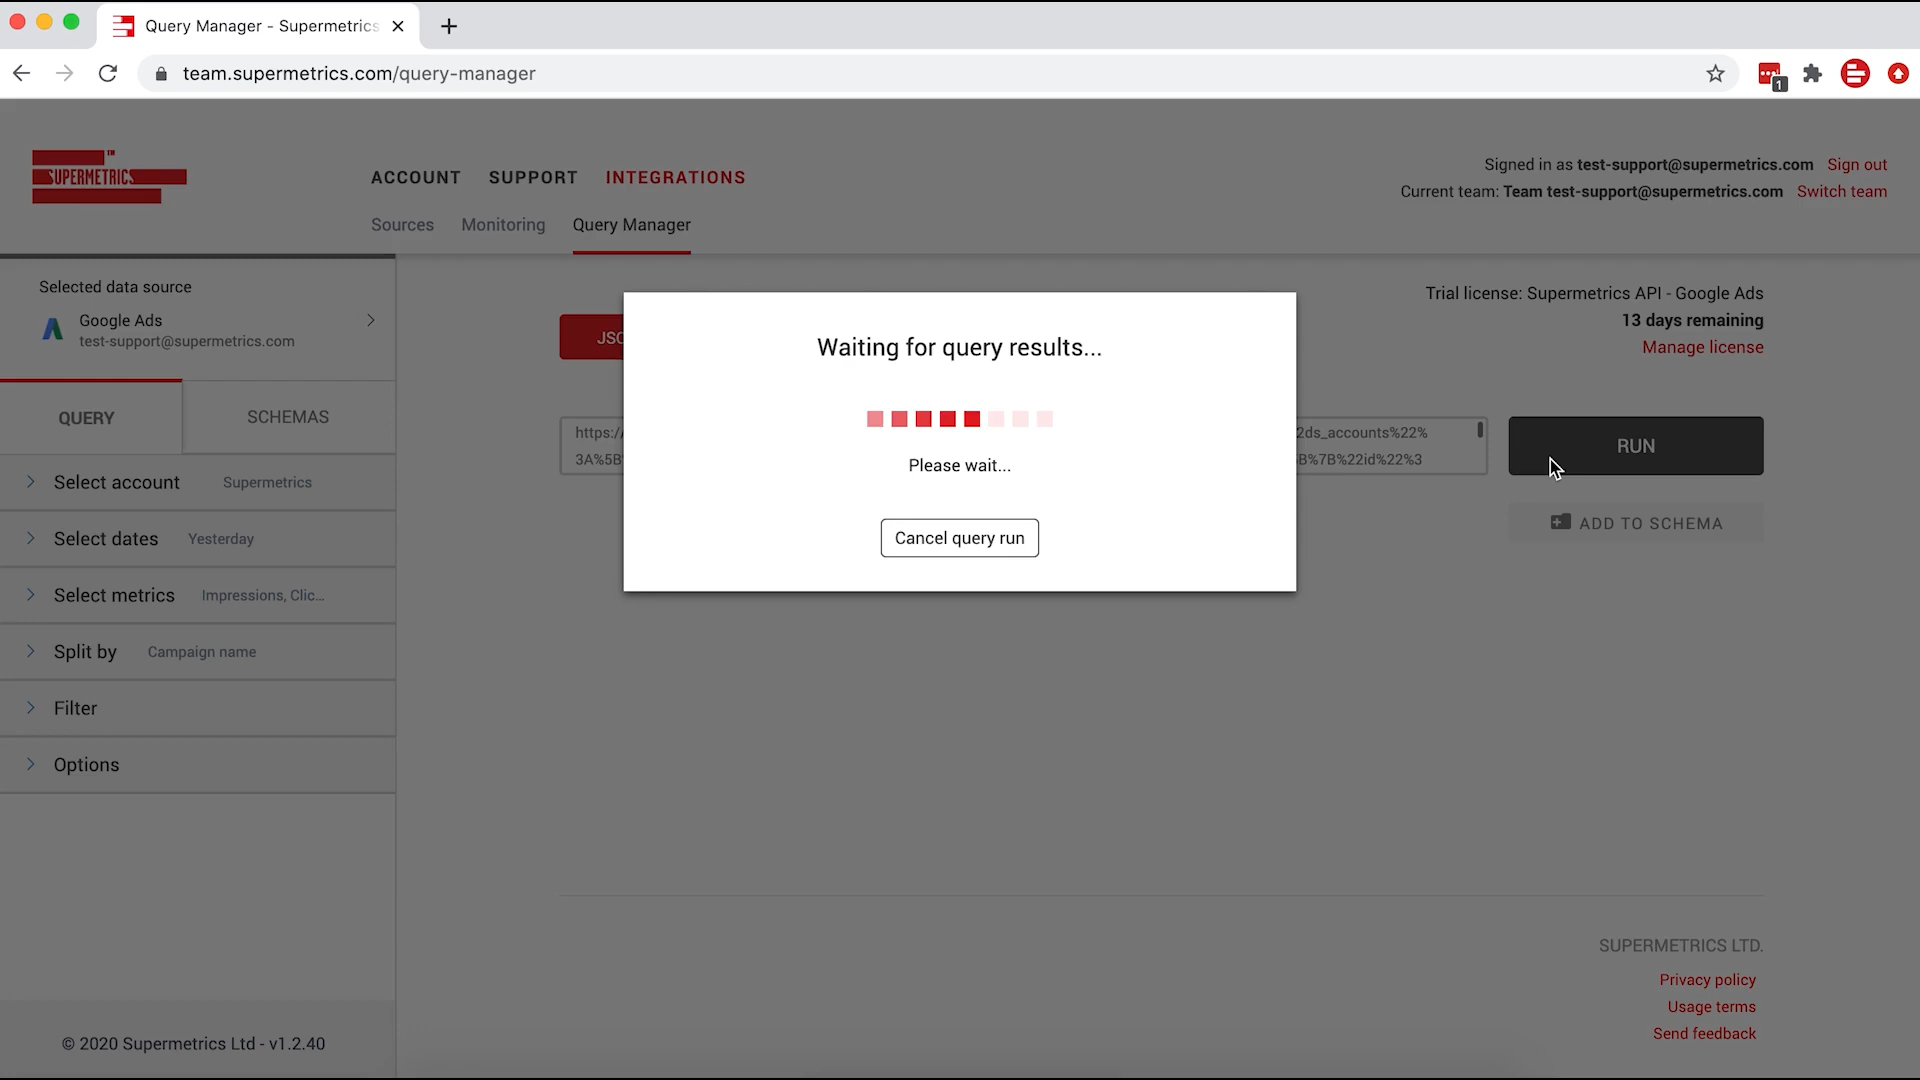 Query Manager - Supermetrics
team.supermetrics.com/query-manager
1
SUPERMETRICS™
ACCOUNT SUPPORT INTEGRATIONS
Sources Monitoring Query Manager
Signed in as test-support@supermetrics.com Sign out
Current team: Team test-support@supermetrics.com Switch team
Selected data source
Google Ads
test-support@supermetrics.com
QUERY SCHEMAS
Select account Supermetrics
Select dates Yesterday
Select metrics Impressions, Clic...
Split by Campaign name
Filter
Options
© 2020 Supermetrics Ltd - v1.2.40
Trial license: Supermetrics API - Google Ads
13 days remaining
Manage license
JSO
https:/
2ds_accounts%22%
3A%5B
B%7B%22id%22%3
RUN
ADD TO SCHEMA
Waiting for query results...
Please wait...
Cancel query run
SUPERMETRICS LTD.
Privacy policy
Usage terms
Send feedback